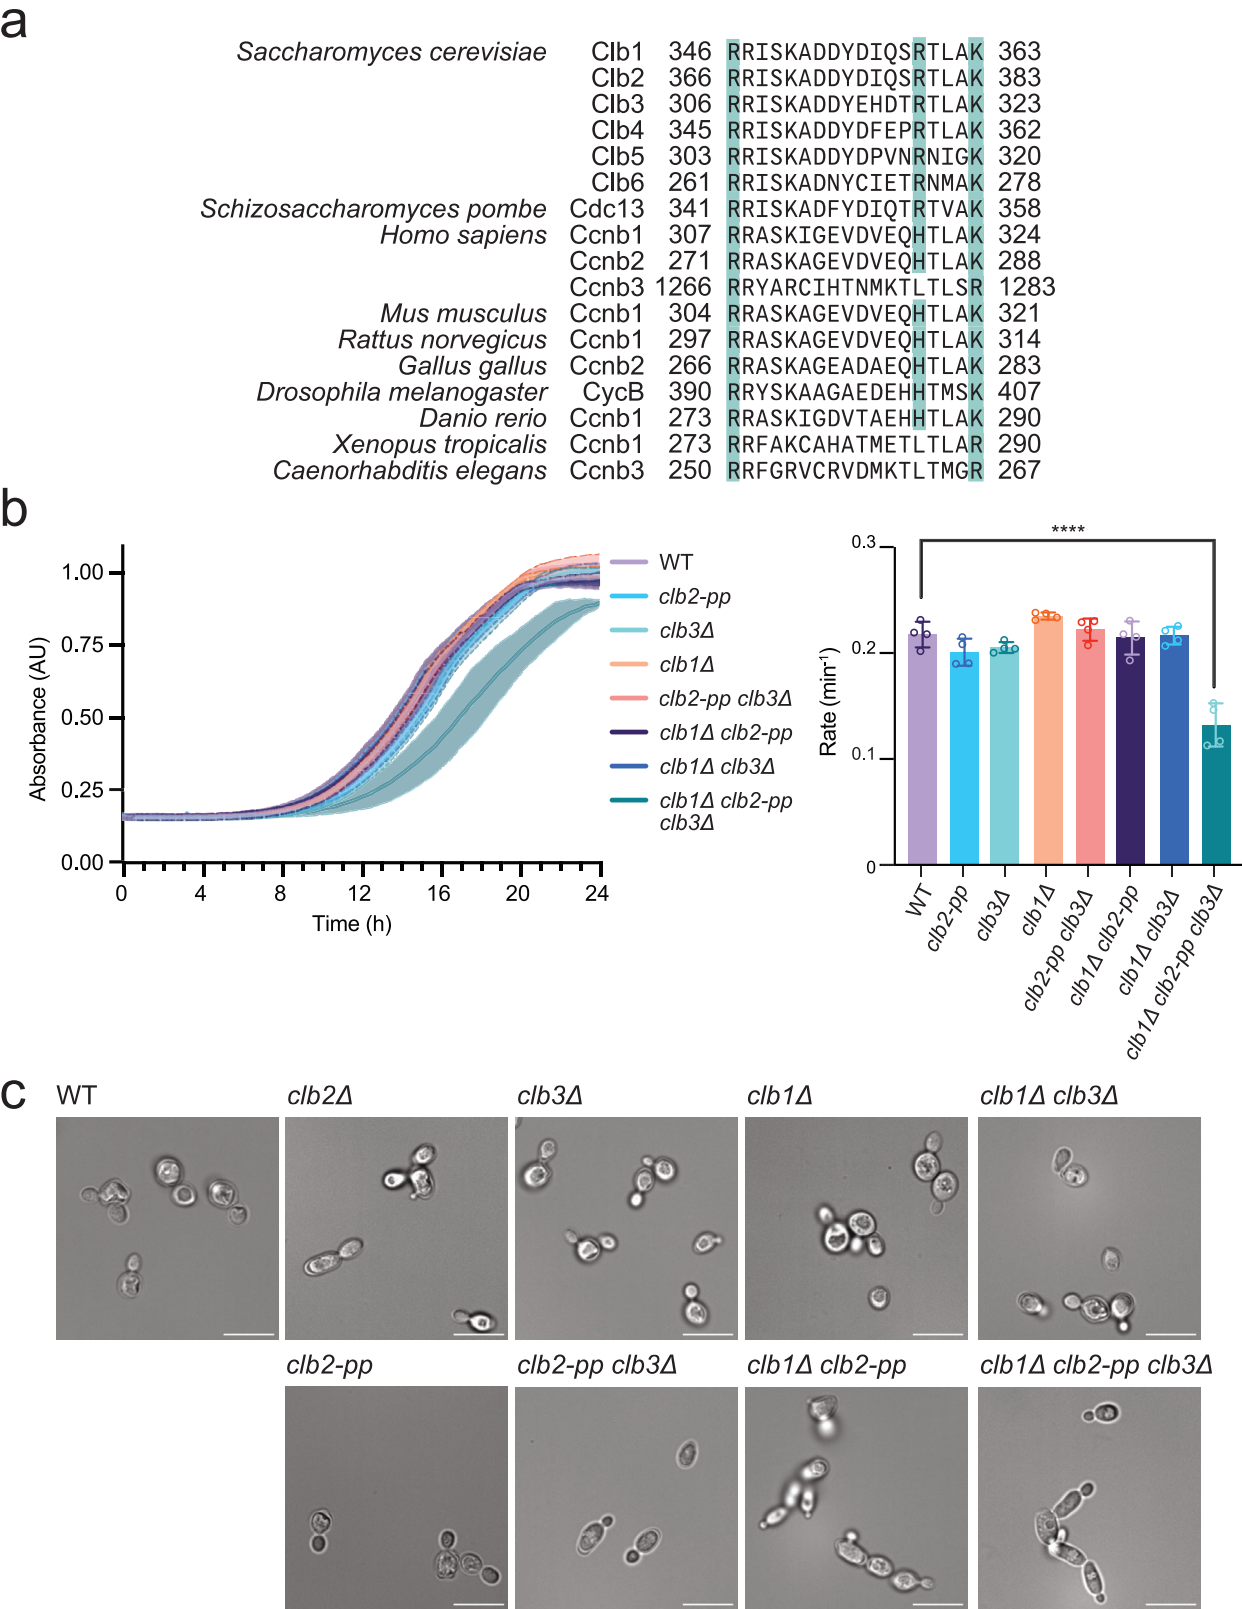 a
Saccharomyces cerevisiae Clb1 346 RRISKADDYDIQSRTLAK 363
Clb2 366 RRISKADDYDIQSRTLAK 383
Clb3 306 RRISKADDYEHDTRTLAK 323
Clb4 345 RRISKADDYDFEPRTLAK 362
Clb5 303 RRISKADDYDPVNRNIGK 320
Clb6 261 RRISKADNYCIETRNMAK 278
Schizosaccharomyces pombe Cdc13 341 RRISKADFYDIQTRTVAK 358
Homo sapiens Ccnb1 307 RRASKIGEVDVEQHTLAK 324
Ccnb2 271 RRASKAGEVDVEQHTLAK 288
Ccnb3 1266 RRYARCIHTNMKTLTLSR 1283
Mus musculus Ccnb1 304 RRASKAGEVDVEQHTLAK 321
Rattus norvegicus Ccnb1 297 RRASKAGEVDVEQHTLAK 314
Gallus gallus Ccnb2 266 RRASKAGEADAEQHTLAK 283
Drosophila melanogaster CycB 390 RRYSKAAGAEDEHHTMSK 407
Danio rerio Ccnb1 273 RRASKIGDVTAEHHTLAK 290
Xenopus tropicalis Ccnb1 273 RRFAKCAHATMETLTLAR 290
Caenorhabditis elegans Ccnb3 250 RRFGRVCRVDMKTLTMGR 267
b
Absorbance (AU)
1.00
0.75
0.50
0.25
0.00
0 4 8 12 16 20 24
Time (h)
WT
clb2-pp
clb3Δ
clb1Δ
clb2-pp clb3Δ
clb1Δ clb2-pp
clb1Δ clb3Δ
clb1Δ clb2-pp
clb3Δ
****
Rate (min⁻¹)
0.3
0.2
0.1
0
WT
clb2-pp
clb3Δ
clb1Δ
clb2-pp clb3Δ
clb1Δ clb2-pp
clb1Δ clb3Δ
clb1Δ clb2-pp clb3Δ
c
WT clb2Δ clb3Δ clb1Δ clb1Δ clb3Δ
clb2-pp clb2-pp clb3Δ clb1Δ clb2-pp clb1Δ clb2-pp clb3Δ